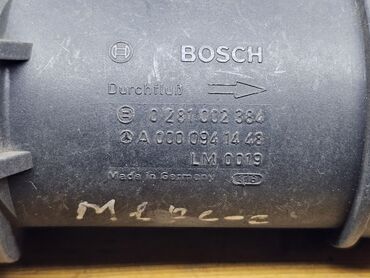 BOSCH
Durchfluß
0 281 002 384
A 000 094 14 48
LM 0019
Made in Germany